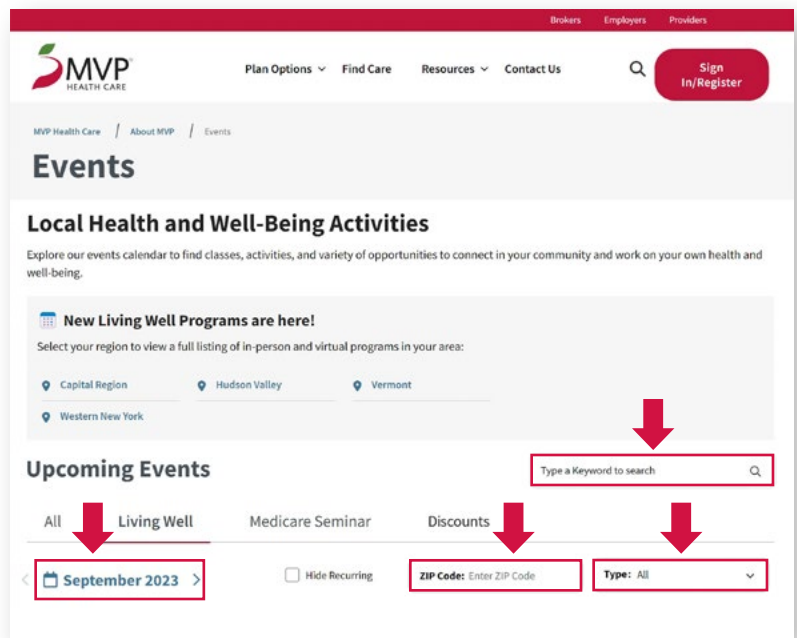 Brokers Employers Providers
MVP
HEALTH CARE
Plan Options Find Care Resources Contact Us
Sign
In/Register
MVP Health Care / About MVP / Events
Events
Local Health and Well-Being Activities
Explore our events calendar to find classes, activities, and variety of opportunities to connect in your community and work on your own health and
well-being.
New Living Well Programs are here!
Select your region to view a full listing of in-person and virtual programs in your area:
Capital Region Hudson Valley Vermont
Western New York
Upcoming Events
Type a Keyword to search
All Living Well Medicare Seminar Discounts
September 2023
Hide Recurring
ZIP Code: Enter ZIP Code
Type: All